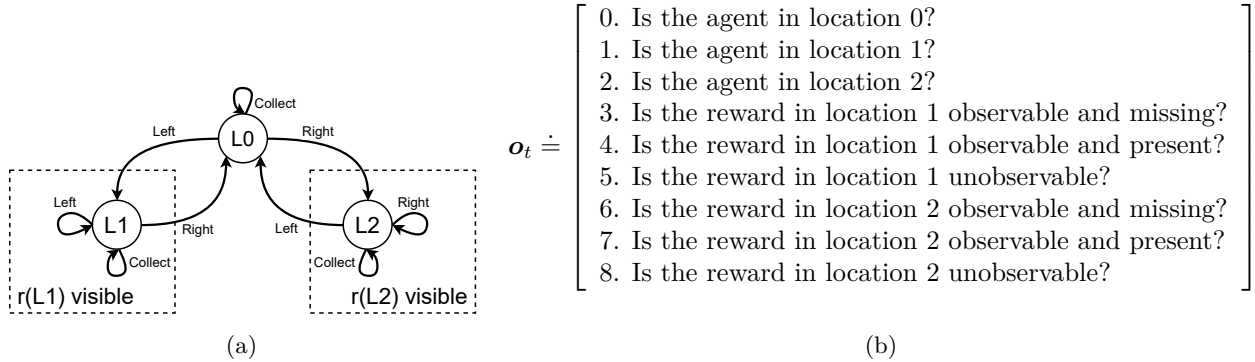 Collect
Left
L0
Right
Left
L1
Right
Collect
r(L1) visible
Right
L2
Left
Collect
r(L2) visible
(a)
o_t ≐
0. Is the agent in location 0?
1. Is the agent in location 1?
2. Is the agent in location 2?
3. Is the reward in location 1 observable and missing?
4. Is the reward in location 1 observable and present?
5. Is the reward in location 1 unobservable?
6. Is the reward in location 2 observable and missing?
7. Is the reward in location 2 observable and present?
8. Is the reward in location 2 unobservable?
(b)